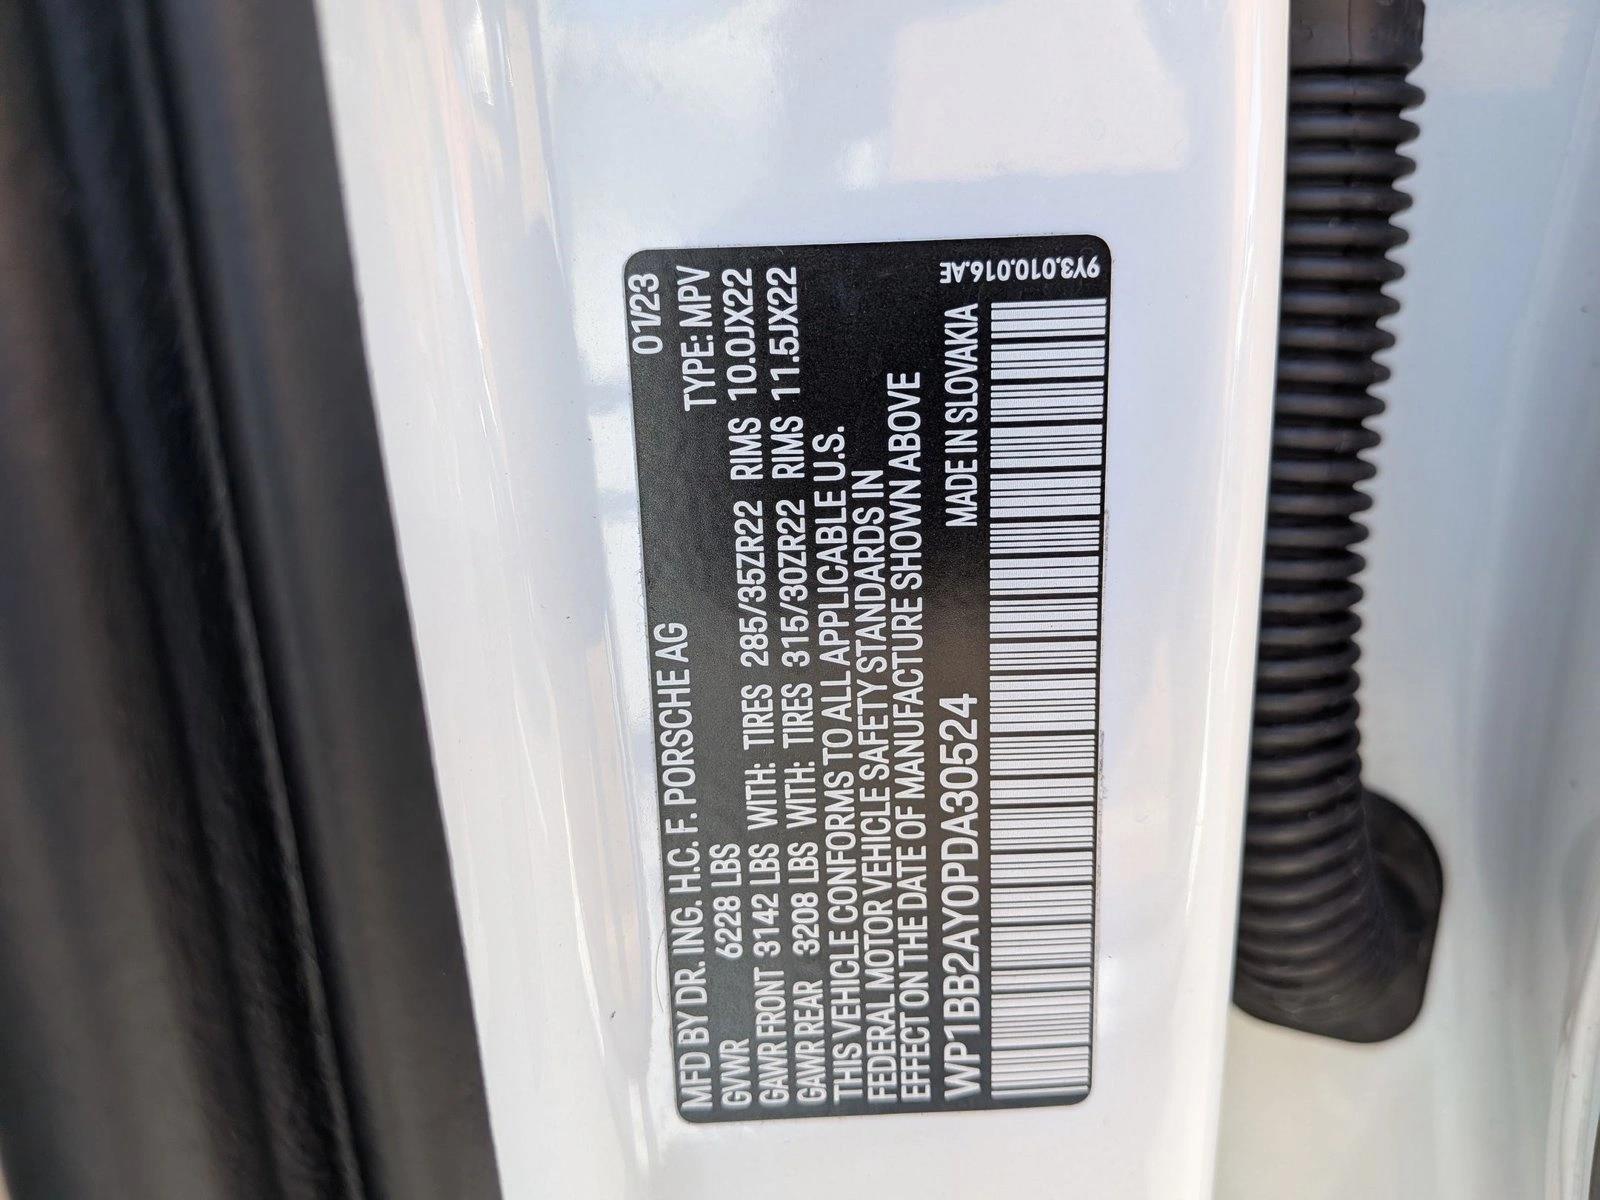 MFD BY DR. ING. H.C. F. PORSCHE AG 01/23
GVWR 6228 LBS TYPE: MPV
GAWR FRONT 3142 LBS WITH: TIRES 285/35ZR22 RIMS 10.0JX22
GAWR REAR 3208 LBS WITH: TIRES 315/30ZR22 RIMS 11.5JX22
THIS VEHICLE CONFORMS TO ALL APPLICABLE U.S.
FEDERAL MOTOR VEHICLE SAFETY STANDARDS IN
EFFECT ON THE DATE OF MANUFACTURE SHOWN ABOVE
WP1BB2AY0PDA30524 MADE IN SLOVAKIA
9Y3.010.016.AE